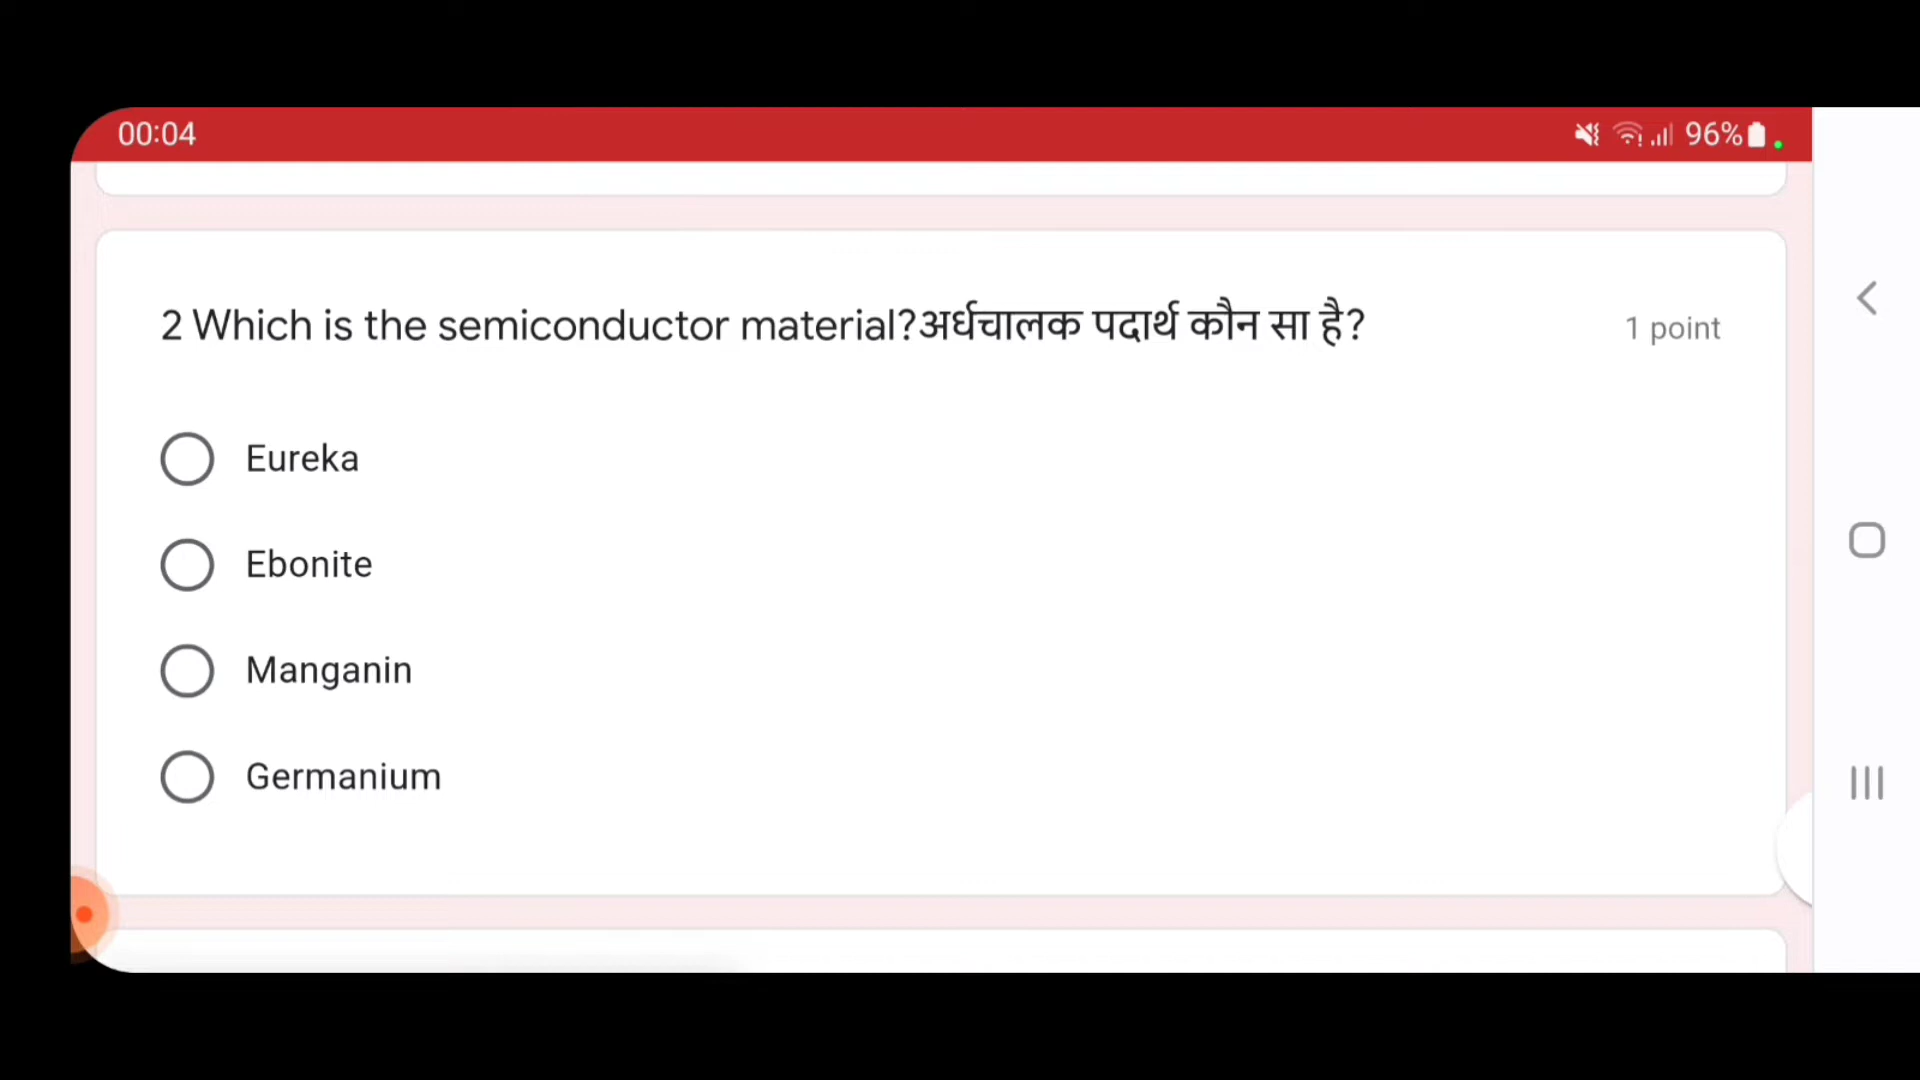 00:04 96%
2 Which is the semiconductor material?अर्धचालक पदार्थ कौन सा है? 1 point
Eureka
Ebonite
Manganin
Germanium